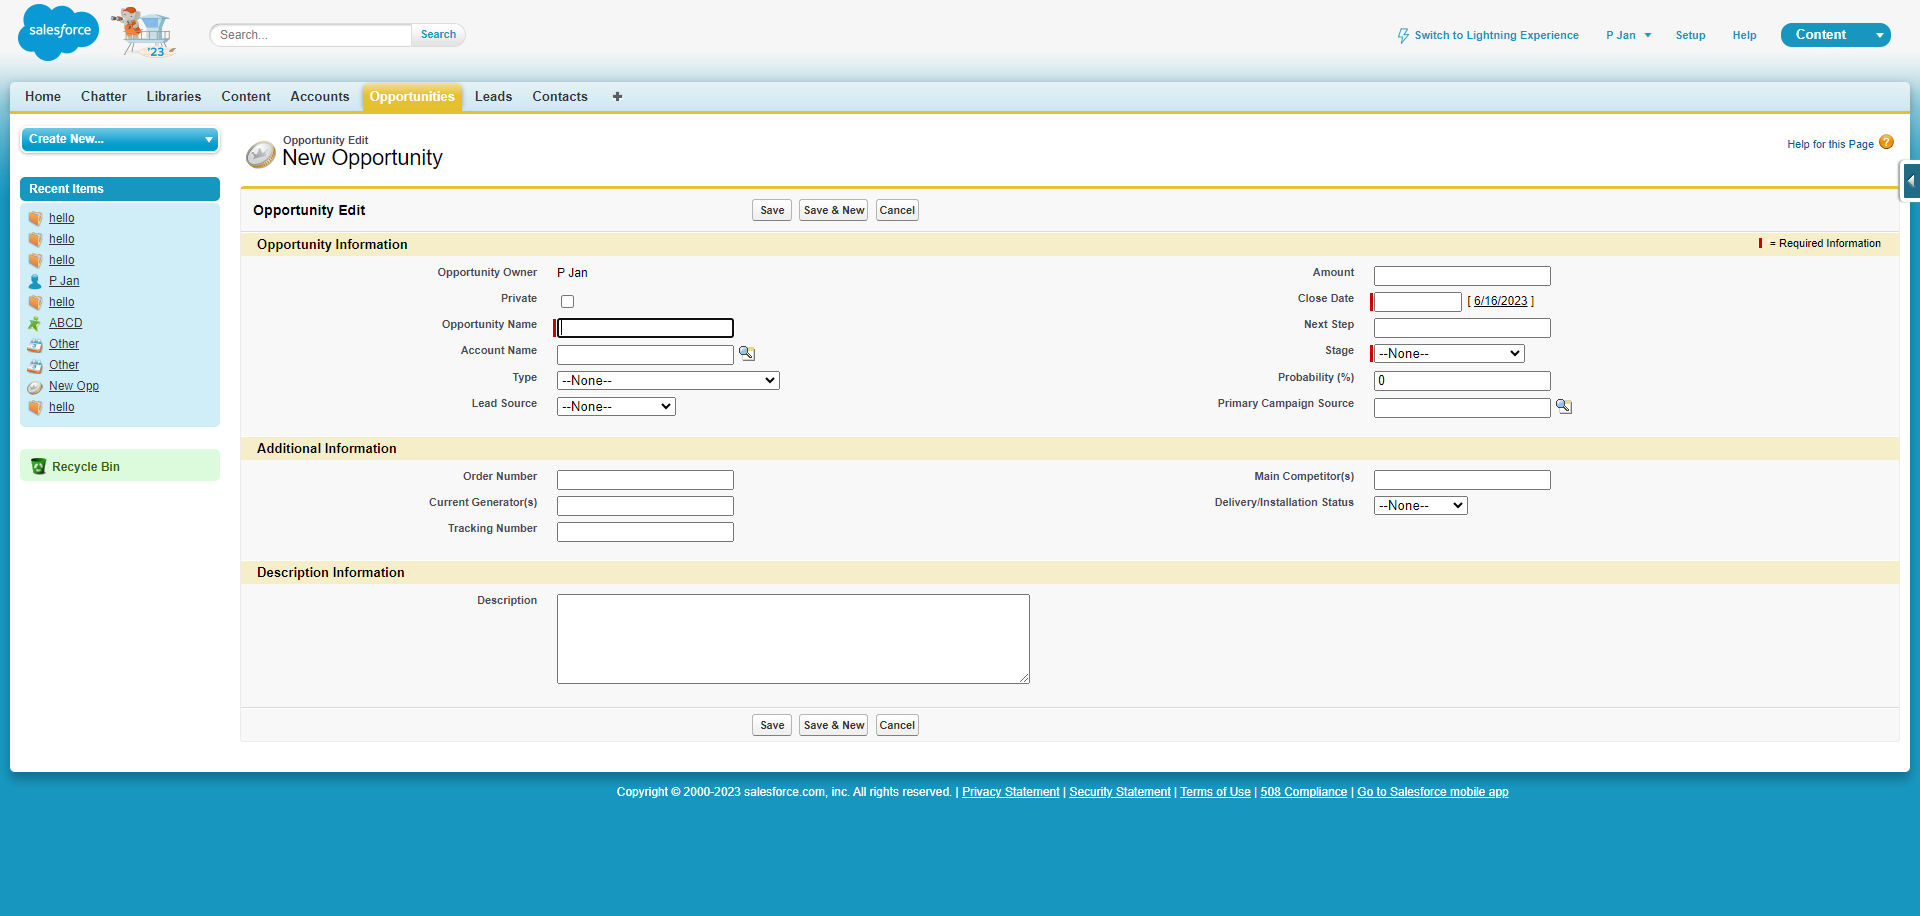 salesforce
'23
Search...
Search
Switch to Lightning Experience
P Jan
Setup
Help
Content
Home
Chatter
Libraries
Content
Accounts
Opportunities
Leads
Contacts
Create New...
Recent Items
hello
hello
hello
P Jan
hello
ABCD
Other
Other
New Opp
hello
Recycle Bin
Opportunity Edit
New Opportunity
Help for this Page
Opportunity Edit
Save
Save & New
Cancel
Opportunity Information
= Required Information
Opportunity Owner
P Jan
Amount
Private
Close Date
[ 6/16/2023 ]
Opportunity Name
Next Step
Account Name
Stage
--None--
Type
--None--
Probability (%)
0
Lead Source
--None--
Primary Campaign Source
Additional Information
Order Number
Main Competitor(s)
Current Generator(s)
Delivery/Installation Status
--None--
Tracking Number
Description Information
Description
Save
Save & New
Cancel
Copyright © 2000-2023 salesforce.com, inc. All rights reserved. | Privacy Statement | Security Statement | Terms of Use | 508 Compliance | Go to Salesforce mobile app